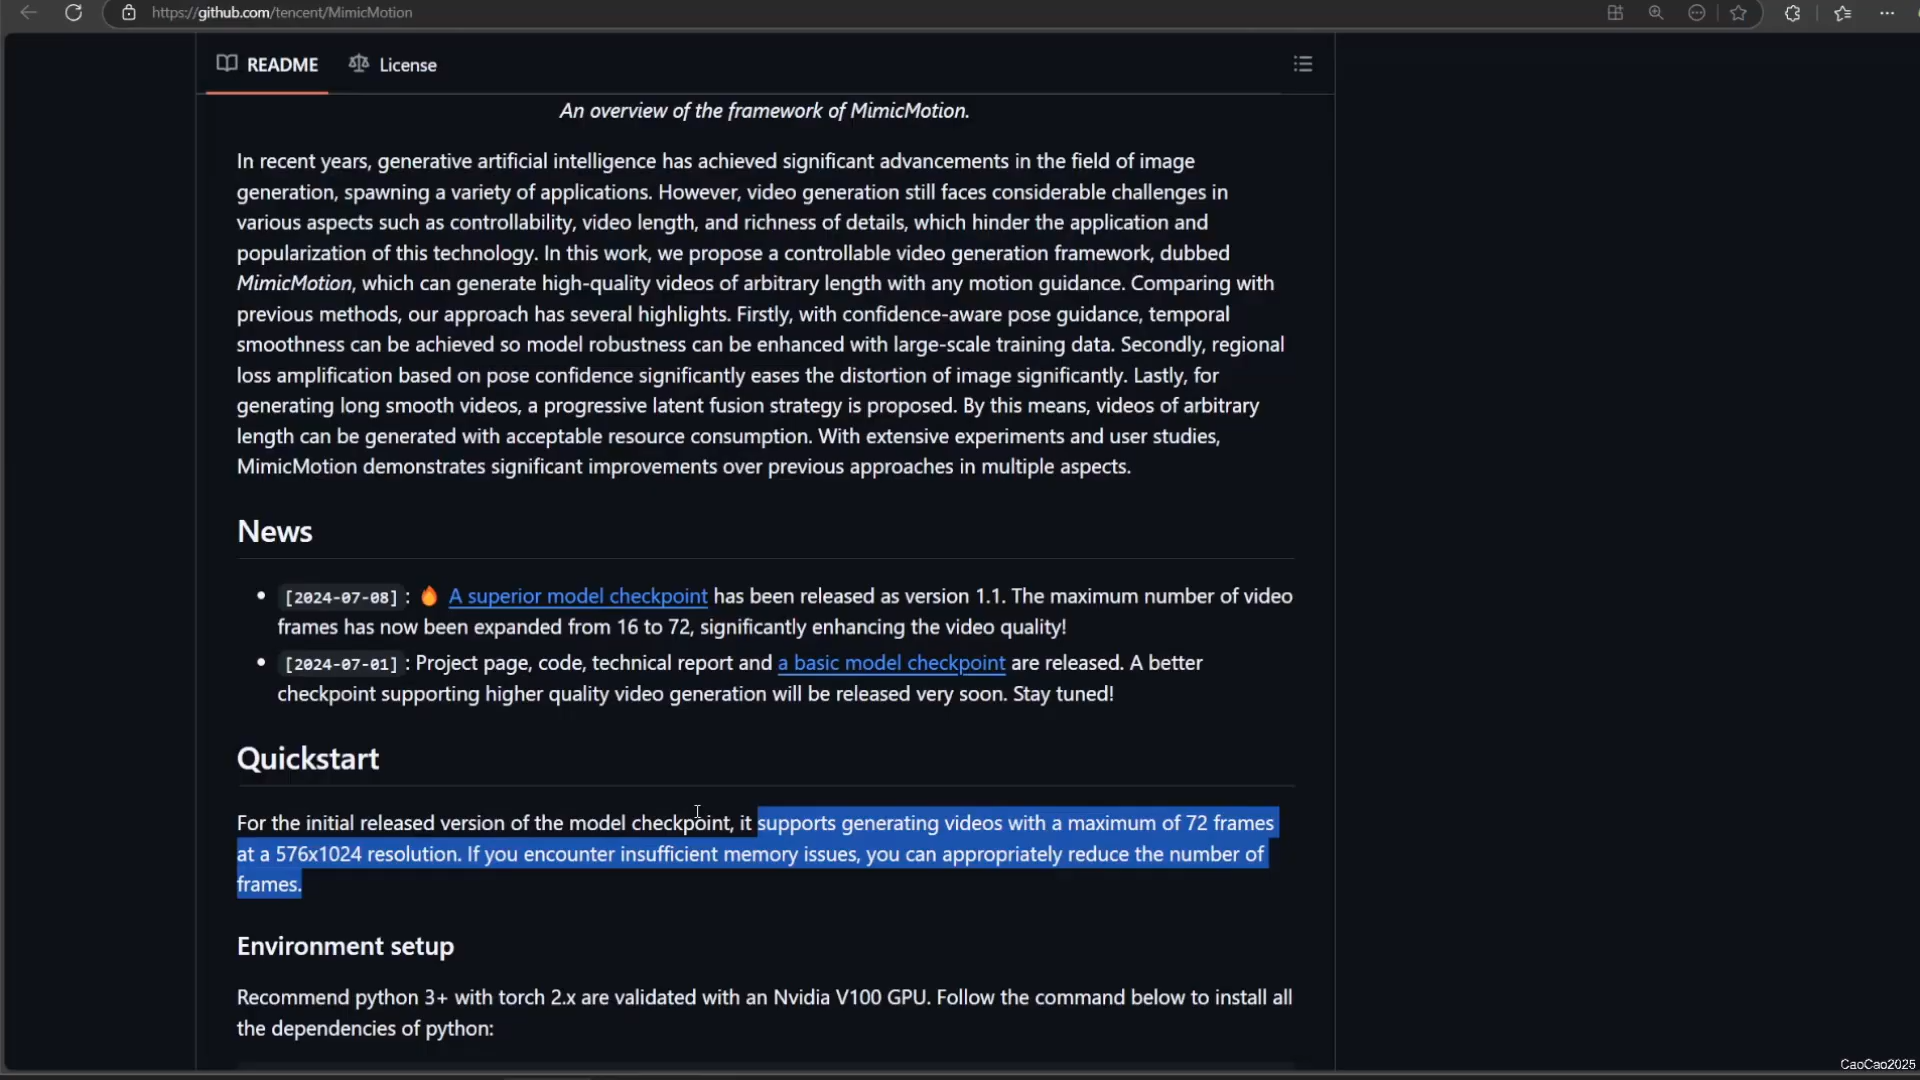 https://github.com/tencent/MimicMotion
README
License
An overview of the framework of MimicMotion.
In recent years, generative artificial intelligence has achieved significant advancements in the field of image
generation, spawning a variety of applications. However, video generation still faces considerable challenges in
various aspects such as controllability, video length, and richness of details, which hinder the application and
popularization of this technology. In this work, we propose a controllable video generation framework, dubbed
MimicMotion, which can generate high-quality videos of arbitrary length with any motion guidance. Comparing with
previous methods, our approach has several highlights. Firstly, with confidence-aware pose guidance, temporal
smoothness can be achieved so model robustness can be enhanced with large-scale training data. Secondly, regional
loss amplification based on pose confidence significantly eases the distortion of image significantly. Lastly, for
generating long smooth videos, a progressive latent fusion strategy is proposed. By this means, videos of arbitrary
length can be generated with acceptable resource consumption. With extensive experiments and user studies,
MimicMotion demonstrates significant improvements over previous approaches in multiple aspects.
News
• [2024-07-08]: 🔥 A superior model checkpoint has been released as version 1.1. The maximum number of video
frames has now been expanded from 16 to 72, significantly enhancing the video quality!
• [2024-07-01]: Project page, code, technical report and a basic model checkpoint are released. A better
checkpoint supporting higher quality video generation will be released very soon. Stay tuned!
Quickstart
For the initial released version of the model checkpoint, it supports generating videos with a maximum of 72 frames
at a 576x1024 resolution. If you encounter insufficient memory issues, you can appropriately reduce the number of
frames.
Environment setup
Recommend python 3+ with torch 2.x are validated with an Nvidia V100 GPU. Follow the command below to install all
the dependencies of python:
CaoCao2025